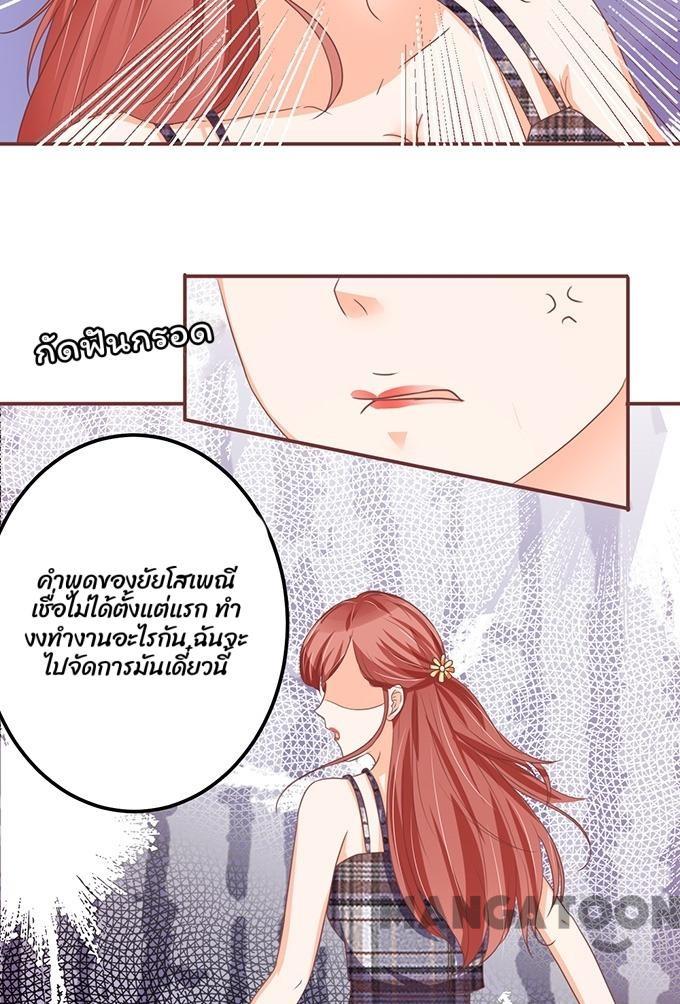 กัดฟันกรอด
คำพูดของยัยโสเพณี
เชื่อไม่ได้ตั้งแต่แรก ทำ
งงทำงานอะไรกัน ฉันจะ
ไปจัดการมันเดี๋ยวนี้
MANGATOON